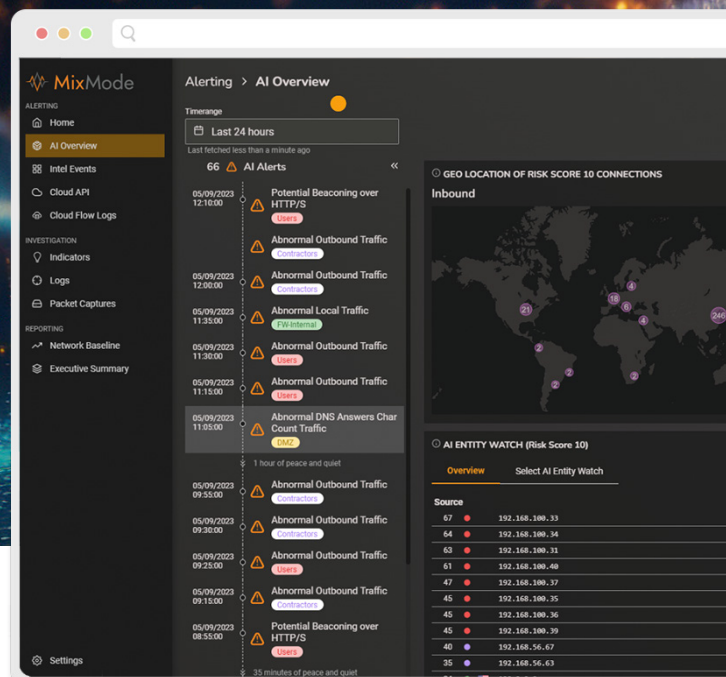 MixMode
ALERTING
Home
AI Overview
Intel Events
Cloud API
Cloud Flow Logs
INVESTIGATION
Indicators
Logs
Packet Captures
REPORTING
Network Baseline
Executive Summary
Settings
Alerting > AI Overview
Timerange
Last 24 hours
Last fetched less than a minute ago
66 AI Alerts «
05/09/2023
12:10:00
Potential Beaconing over
HTTP/S
Users
Abnormal Outbound Traffic
Contractors
05/09/2023
12:00:00
Abnormal Outbound Traffic
Contractors
05/09/2023
11:35:00
Abnormal Local Traffic
FW-Internal
05/09/2023
11:30:00
Abnormal Outbound Traffic
Users
05/09/2023
11:15:00
Abnormal Outbound Traffic
Users
05/09/2023
11:05:00
Abnormal DNS Answers Char
Count Traffic
DMZ
1 hour of peace and quiet
05/09/2023
09:55:00
Abnormal Outbound Traffic
Contractors
05/09/2023
09:30:00
Abnormal Outbound Traffic
Contractors
05/09/2023
09:25:00
Abnormal Outbound Traffic
Users
05/09/2023
09:15:00
Abnormal Outbound Traffic
Contractors
05/09/2023
08:55:00
Potential Beaconing over
HTTP/S
Users
35 minutes of peace and quiet
GEO LOCATION OF RISK SCORE 10 CONNECTIONS
Inbound
21
4
18
6
4
246
2
2
2
2
AI ENTITY WATCH (Risk Score 10)
Overview Select AI Entity Watch
Source
67 192.168.100.33
64 192.168.100.34
63 192.168.100.31
61 192.168.100.40
47 192.168.100.37
45 192.168.100.35
45 192.168.100.36
45 192.168.100.39
40 192.168.56.67
35 192.168.56.63